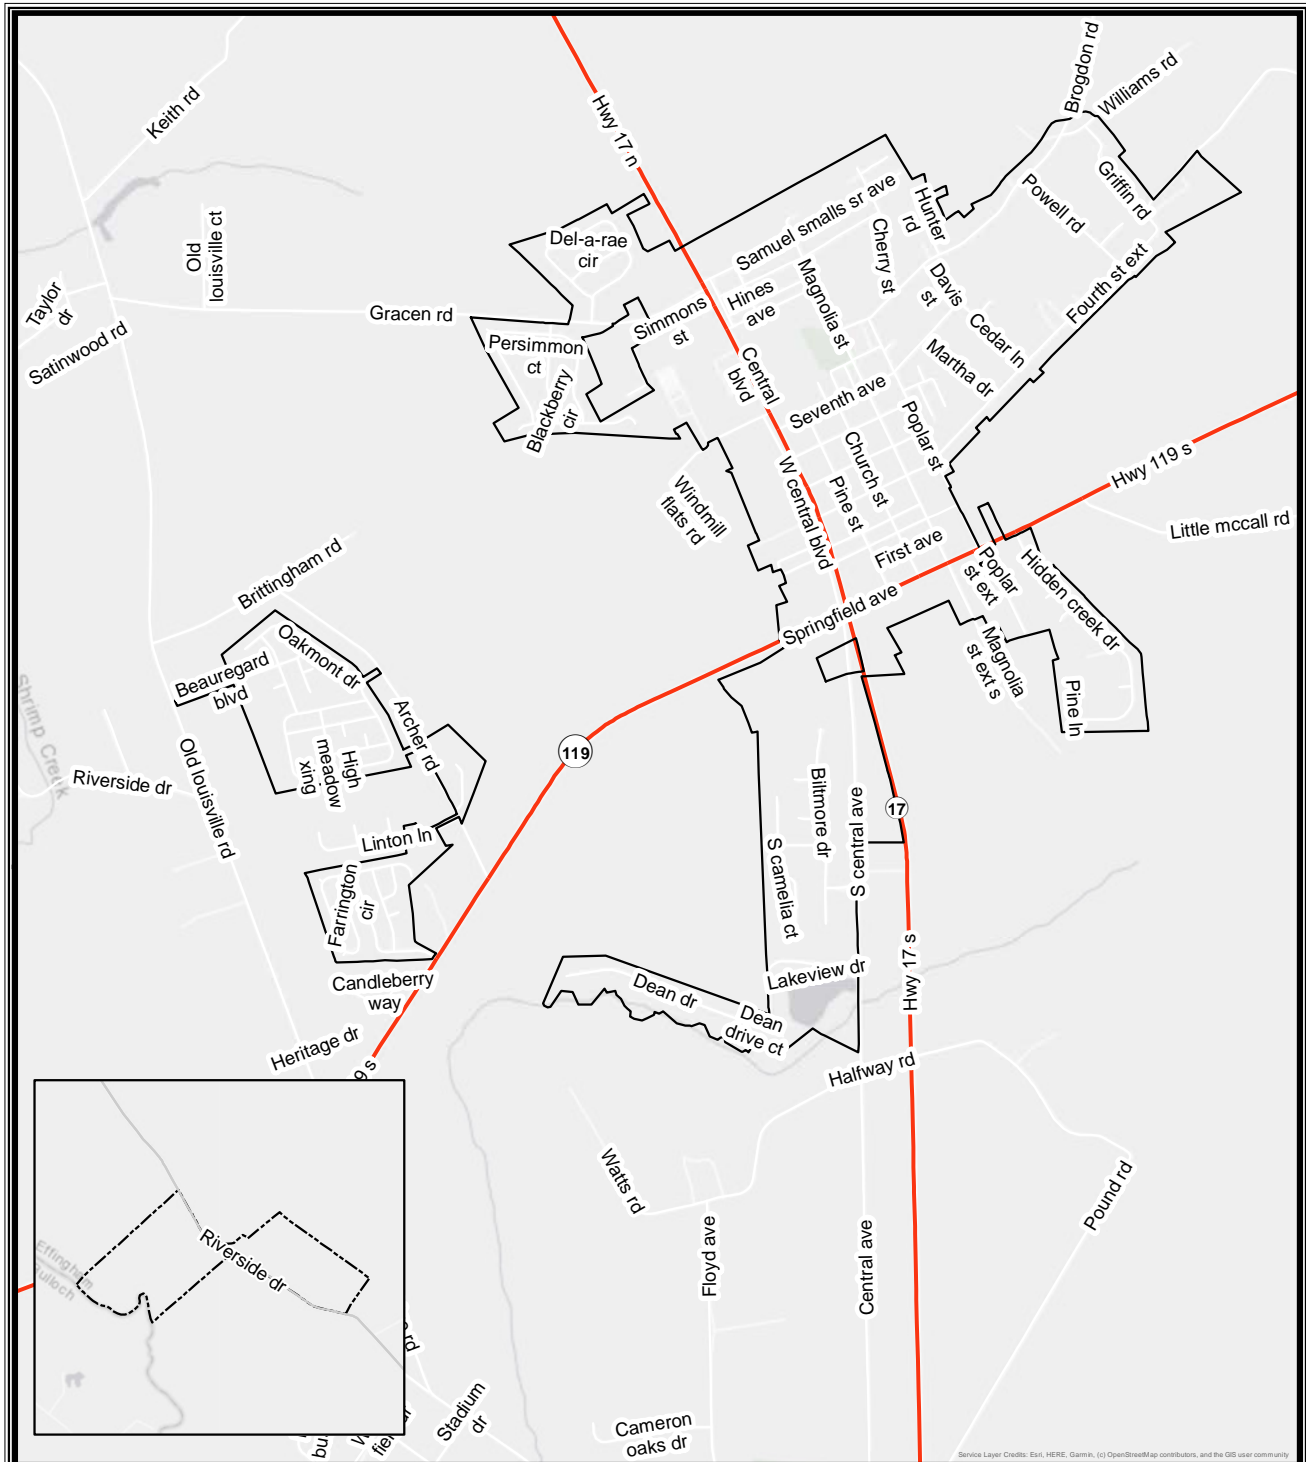 Brogdon rd
Williams rd
Keith rd
Hwy 17 n
Griffin rd
Powell rd
Samuel smalls sr ave
Hunter
rd
Cherry st
Old
louisville ct
Del-a-rae
cir
Fourth st ext
Magnolia st
Davis
st
Taylor
dr
Hines
ave
Gracen rd
Simmons
st
Cedar ln
Satinwood rd
Persimmon
ct
Central
blvd
Martha dr
Seventh ave
Blackberry
cir
Poplar st
Church st
Hwy 119 s
W central blvd
Pine st
Windmill
flats rd
Little mccall rd
First ave
Brittingham rd
Poplar
st ext
Hidden creek dr
Springfield ave
Oakmont dr
Beauregard
blvd
Magnolia
st ext s
Pine ln
Shrimp Creek
Archer rd
High
meadow
xing
119
Riverside dr
Old louisville rd
Biltmore dr
17
S central ave
Linton ln
S camelia ct
Farrington
cir
Hwy 17 s
Candleberry
way
Lakeview dr
Dean dr
Dean
drive ct
Heritage dr
9 s
Halfway rd
Watts rd
Pound rd
Floyd ave
Central ave
Riverside dr
Effingham
Bulloch
rd
Stadium
dr
Cameron
oaks dr
Service Layer Credits: Esri, HERE, Garmin, (c) OpenStreetMap contributors, and the GIS user community